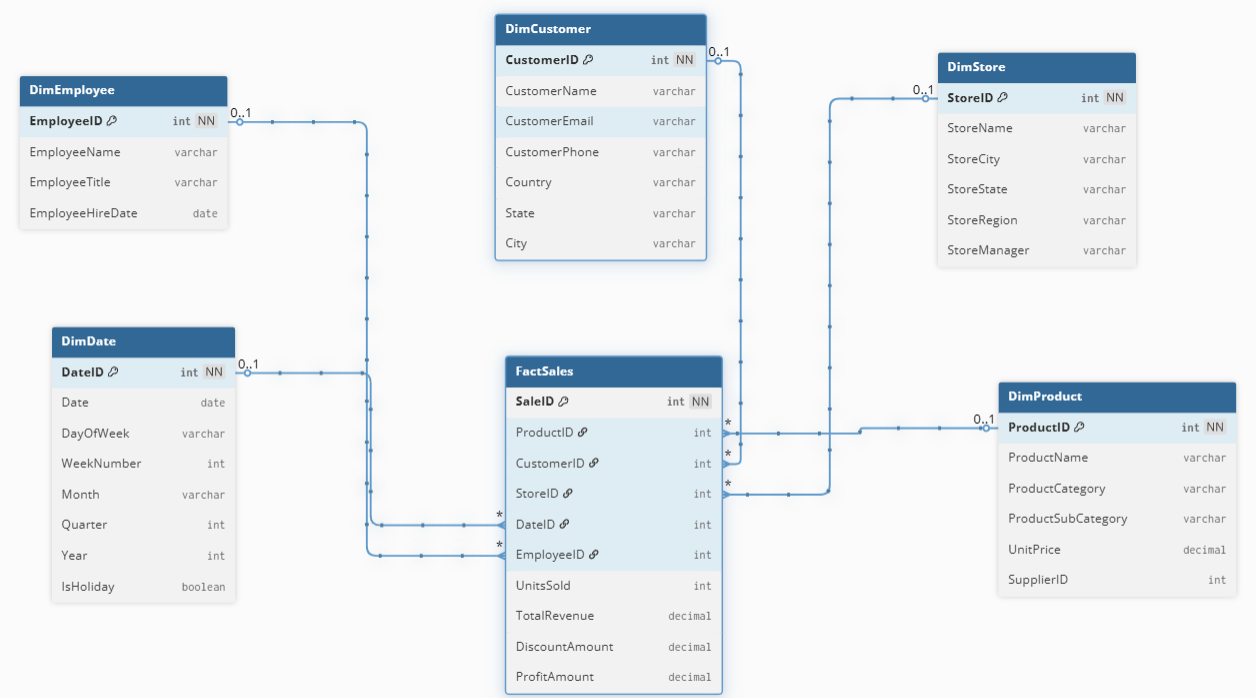 DimEmployee
EmployeeID int NN
EmployeeName varchar
EmployeeTitle varchar
EmployeeHireDate date
0..1
DimCustomer
CustomerID int NN
CustomerName varchar
CustomerEmail varchar
CustomerPhone varchar
Country varchar
State varchar
City varchar
0..1
DimStore
StoreID int NN
StoreName varchar
StoreCity varchar
StoreState varchar
StoreRegion varchar
StoreManager varchar
0..1
DimDate
DateID int NN
Date date
DayOfWeek varchar
WeekNumber int
Month varchar
Quarter int
Year int
IsHoliday boolean
0..1
FactSales
SaleID int NN
ProductID int *
CustomerID int *
StoreID int *
* DateID int
* EmployeeID int
UnitsSold int
TotalRevenue decimal
DiscountAmount decimal
ProfitAmount decimal
0..1
DimProduct
ProductID int NN
ProductName varchar
ProductCategory varchar
ProductSubCategory varchar
UnitPrice decimal
SupplierID int